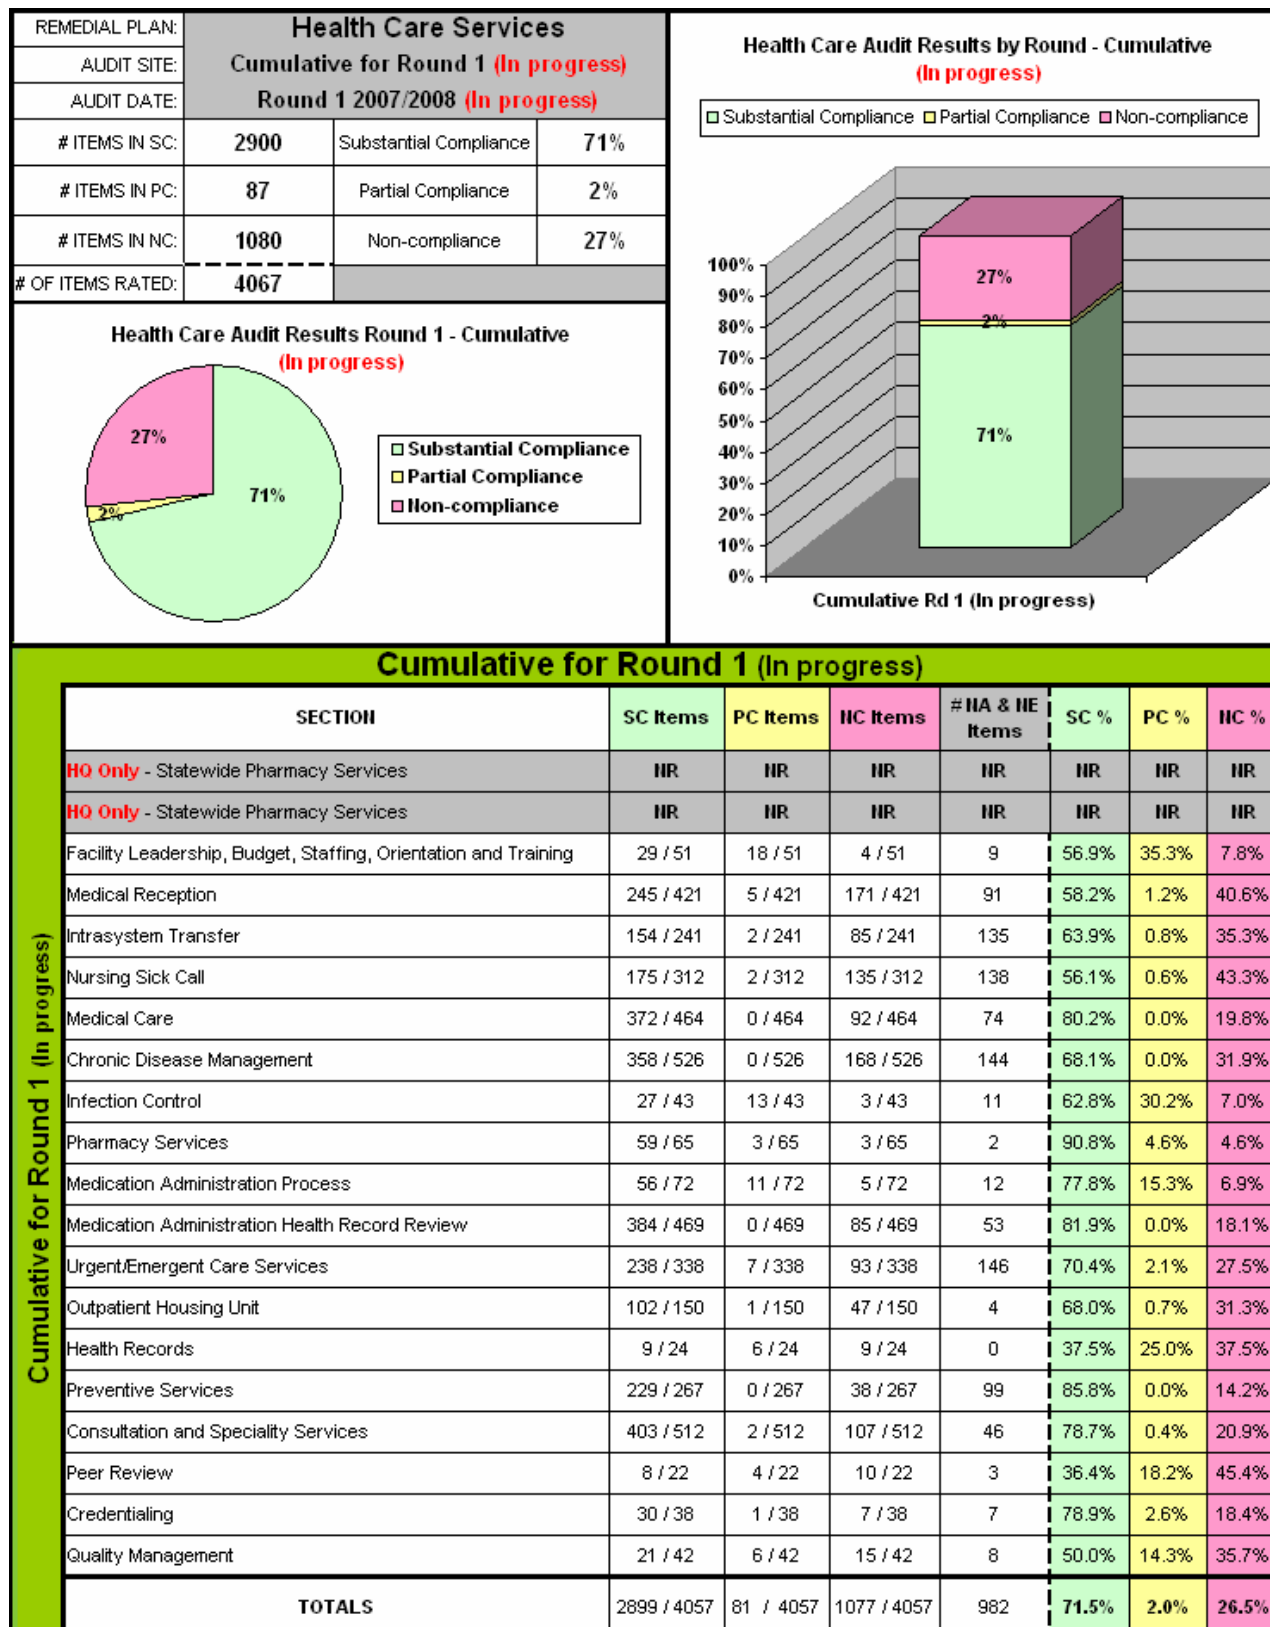 REMEDIAL PLAN: Health Care Services
AUDIT SITE: Cumulative for Round 1 (In progress)
AUDIT DATE: Round 1 2007/2008 (In progress)
# ITEMS IN SC: 2900 Substantial Compliance 71%
# ITEMS IN PC: 87 Partial Compliance 2%
# ITEMS IN NC: 1080 Non-compliance 27%
# OF ITEMS RATED: 4067
Health Care Audit Results Round 1 - Cumulative
(In progress)
27%
71%
2%
Substantial Compliance
Partial Compliance
Non-compliance
Health Care Audit Results by Round - Cumulative
(In progress)
Substantial Compliance Partial Compliance Non-compliance
100%
90%
80%
70%
60%
50%
40%
30%
20%
10%
0%
27%
2%
71%
Cumulative Rd 1 (In progress)
Cumulative for Round 1 (In progress)
Cumulative for Round 1 (In progress)
SECTION SC Items PC Items NC Items # NA & NE Items SC % PC % NC %
HQ Only - Statewide Pharmacy Services NR NR NR NR NR NR NR
HQ Only - Statewide Pharmacy Services NR NR NR NR NR NR NR
Facility Leadership, Budget, Staffing, Orientation and Training 29 / 51 18 / 51 4 / 51 9 56.9% 35.3% 7.8%
Medical Reception 245 / 421 5 / 421 171 / 421 91 58.2% 1.2% 40.6%
Intrasystem Transfer 154 / 241 2 / 241 85 / 241 135 63.9% 0.8% 35.3%
Nursing Sick Call 175 / 312 2 / 312 135 / 312 138 56.1% 0.6% 43.3%
Medical Care 372 / 464 0 / 464 92 / 464 74 80.2% 0.0% 19.8%
Chronic Disease Management 358 / 526 0 / 526 168 / 526 144 68.1% 0.0% 31.9%
Infection Control 27 / 43 13 / 43 3 / 43 11 62.8% 30.2% 7.0%
Pharmacy Services 59 / 65 3 / 65 3 / 65 2 90.8% 4.6% 4.6%
Medication Administration Process 56 / 72 11 / 72 5 / 72 12 77.8% 15.3% 6.9%
Medication Administration Health Record Review 384 / 469 0 / 469 85 / 469 53 81.9% 0.0% 18.1%
Urgent/Emergent Care Services 238 / 338 7 / 338 93 / 338 146 70.4% 2.1% 27.5%
Outpatient Housing Unit 102 / 150 1 / 150 47 / 150 4 68.0% 0.7% 31.3%
Health Records 9 / 24 6 / 24 9 / 24 0 37.5% 25.0% 37.5%
Preventive Services 229 / 267 0 / 267 38 / 267 99 85.8% 0.0% 14.2%
Consultation and Speciality Services 403 / 512 2 / 512 107 / 512 46 78.7% 0.4% 20.9%
Peer Review 8 / 22 4 / 22 10 / 22 3 36.4% 18.2% 45.4%
Credentialing 30 / 38 1 / 38 7 / 38 7 78.9% 2.6% 18.4%
Quality Management 21 / 42 6 / 42 15 / 42 8 50.0% 14.3% 35.7%
TOTALS 2899 / 4057 81 / 4057 1077 / 4057 982 71.5% 2.0% 26.5%